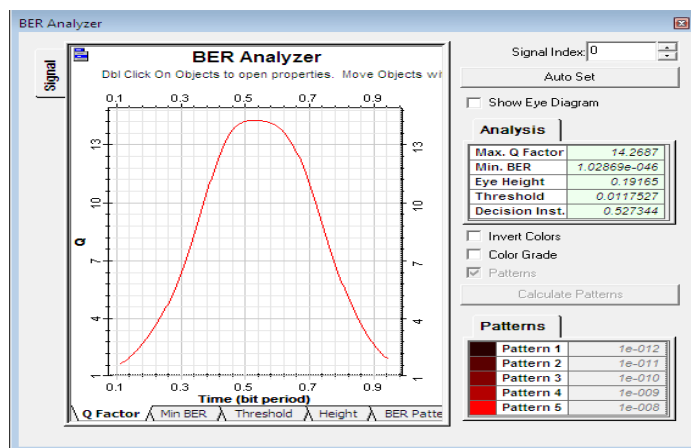 BER Analyzer
Signal
BER Analyzer
Dbl Click On Objects to open properties. Move Objects wi
0.1 0.3 0.5 0.7 0.9
Q
13 13
10 10
7 7
4 4
1 1
0.1 0.3 0.5 0.7 0.9
Time (bit period)
Q Factor Min BER Threshold Height BER Patte
Signal Index: 0
Auto Set
Show Eye Diagram
Analysis
Max. Q Factor 14.2687
Min. BER 1.02869e-046
Eye Height 0.19165
Threshold 0.0117527
Decision Inst. 0.527344
Invert Colors
Color Grade
Patterns
Calculate Patterns
Patterns
Pattern 1 1e-012
Pattern 2 1e-011
Pattern 3 1e-010
Pattern 4 1e-009
Pattern 5 1e-008